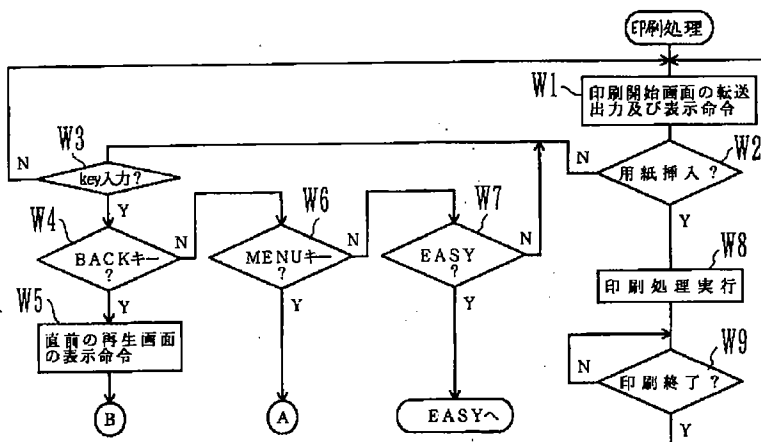 印刷処理
W1
印刷開始画面の転送
出力及び表示命令
W3
N
key入力?
Y
N
用紙挿入?
W2
Y
W4
BACKキー
?
N
Y
W6
MENUキー
?
N
Y
W7
EASY
?
N
Y
W8
印刷処理実行
W5
直前の再生画面
の表示命令
W9
N
印刷終了?
Y
B
A
EASYへ